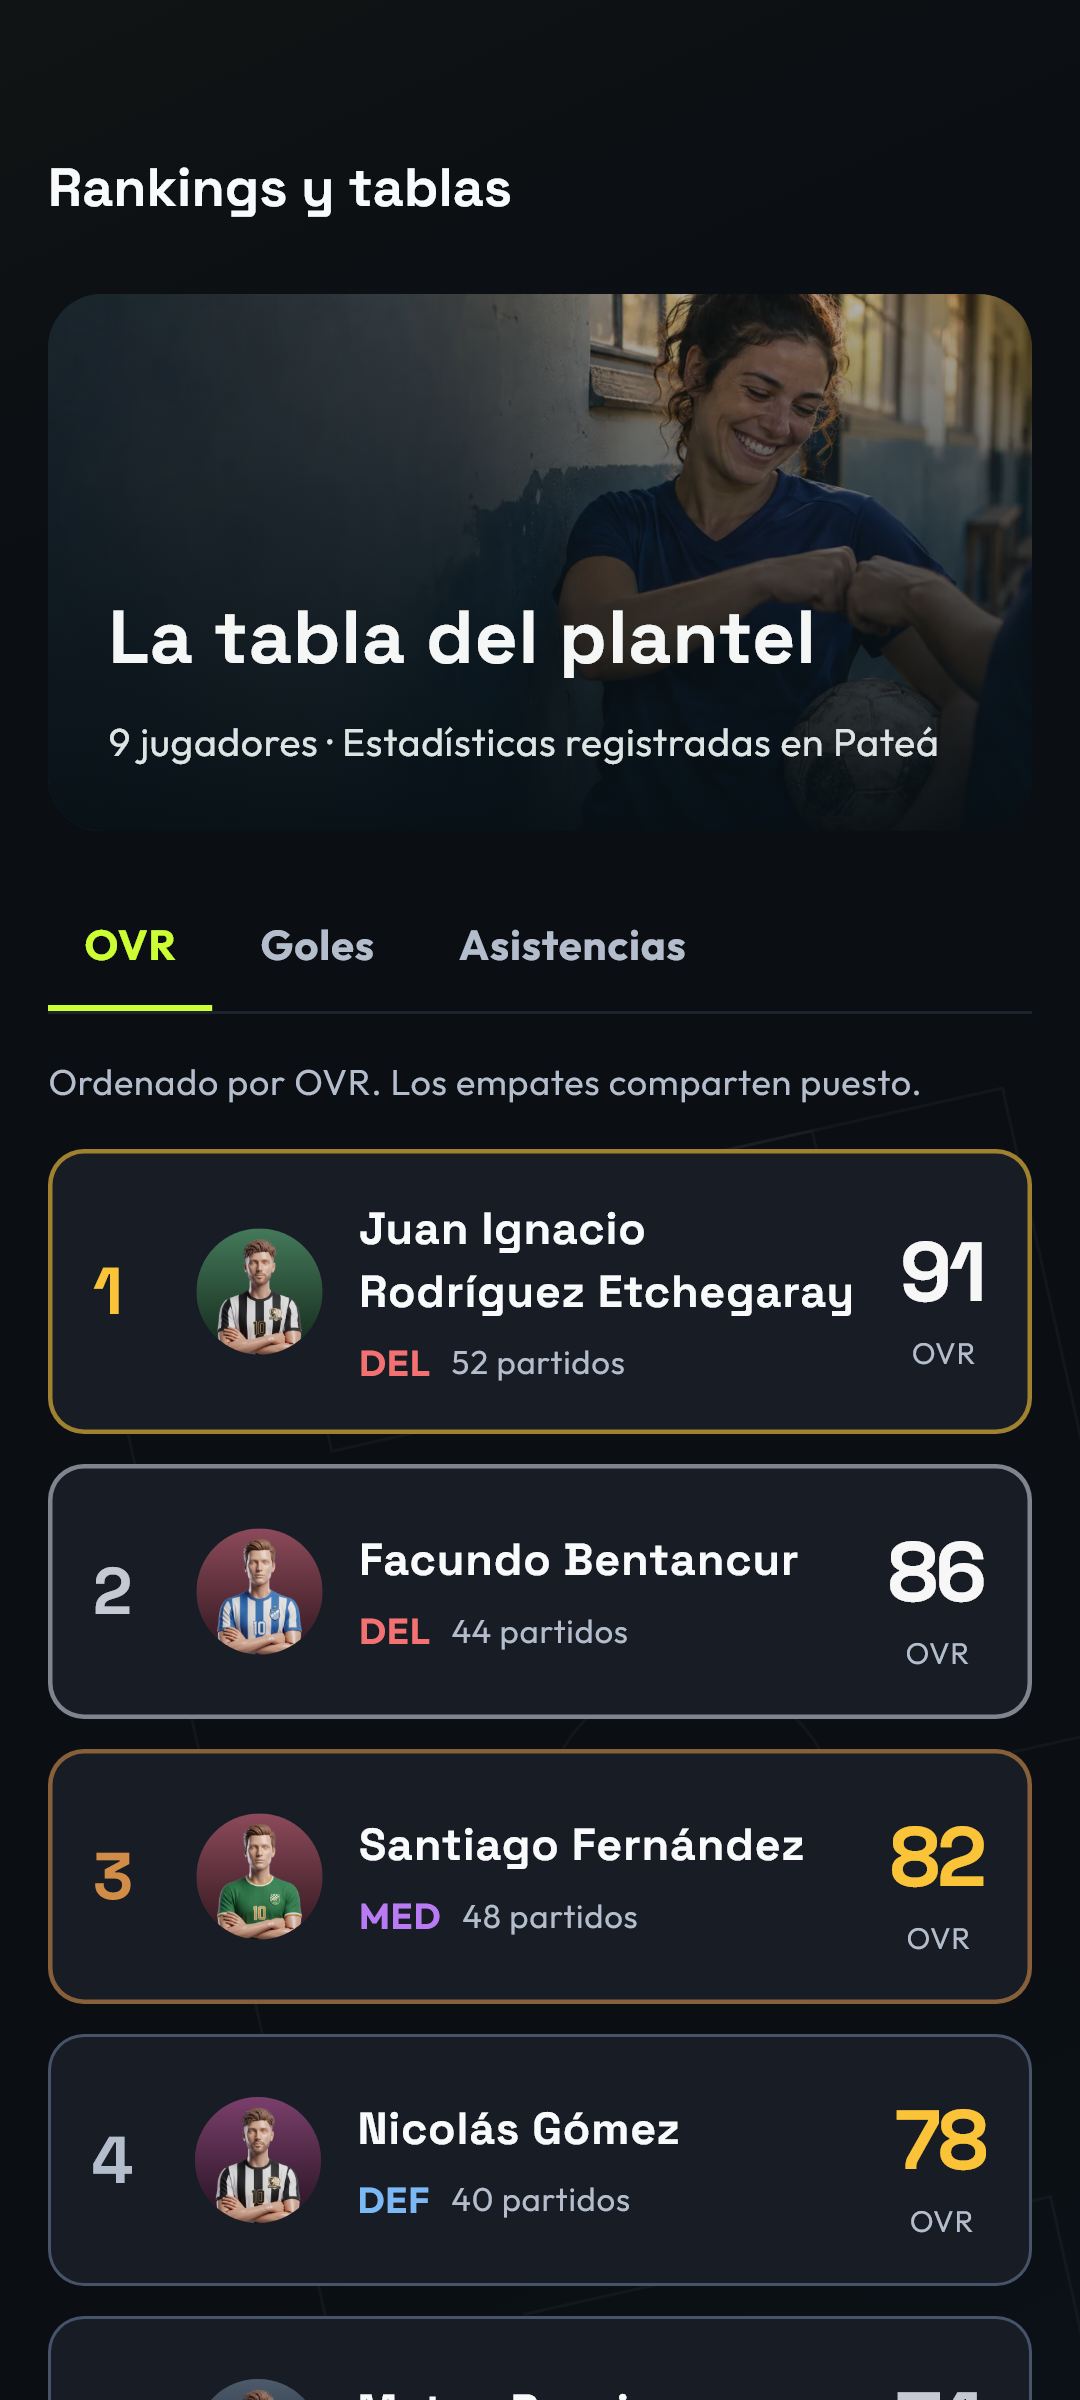 Rankings y tablas
La tabla del plantel
9 jugadores · Estadísticas registradas en Pateá
OVR Goles Asistencias
Ordenado por OVR. Los empates comparten puesto.
1
Juan Ignacio
Rodríguez Etchegaray
DEL 52 partidos
91
OVR
2
Facundo Bentancur
DEL 44 partidos
86
OVR
3
Santiago Fernández
MED 48 partidos
82
OVR
4
Nicolás Gómez
DEF 40 partidos
78
OVR